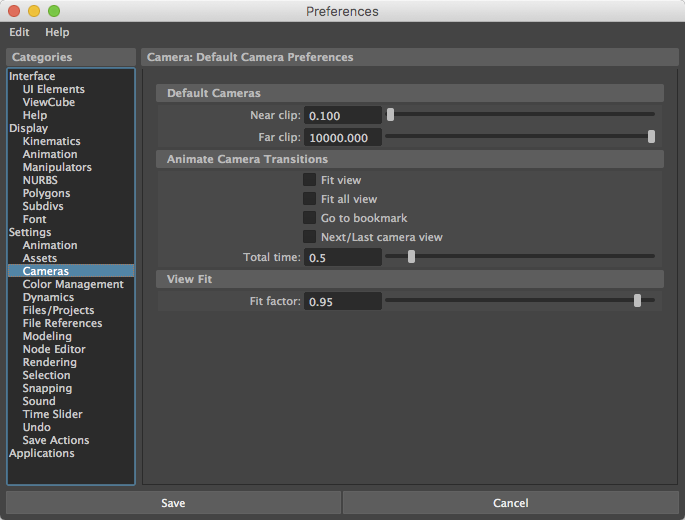 Preferences
Edit Help
Categories
Interface
UI Elements
ViewCube
Help
Display
Kinematics
Animation
Manipulators
NURBS
Polygons
Subdivs
Font
Settings
Animation
Assets
Cameras
Color Management
Dynamics
Files/Projects
File References
Modeling
Node Editor
Rendering
Selection
Snapping
Sound
Time Slider
Undo
Save Actions
Applications
Camera: Default Camera Preferences
Default Cameras
Near clip: 0.100
Far clip: 10000.000
Animate Camera Transitions
Fit view
Fit all view
Go to bookmark
Next/Last camera view
Total time: 0.5
View Fit
Fit factor: 0.95
Save
Cancel